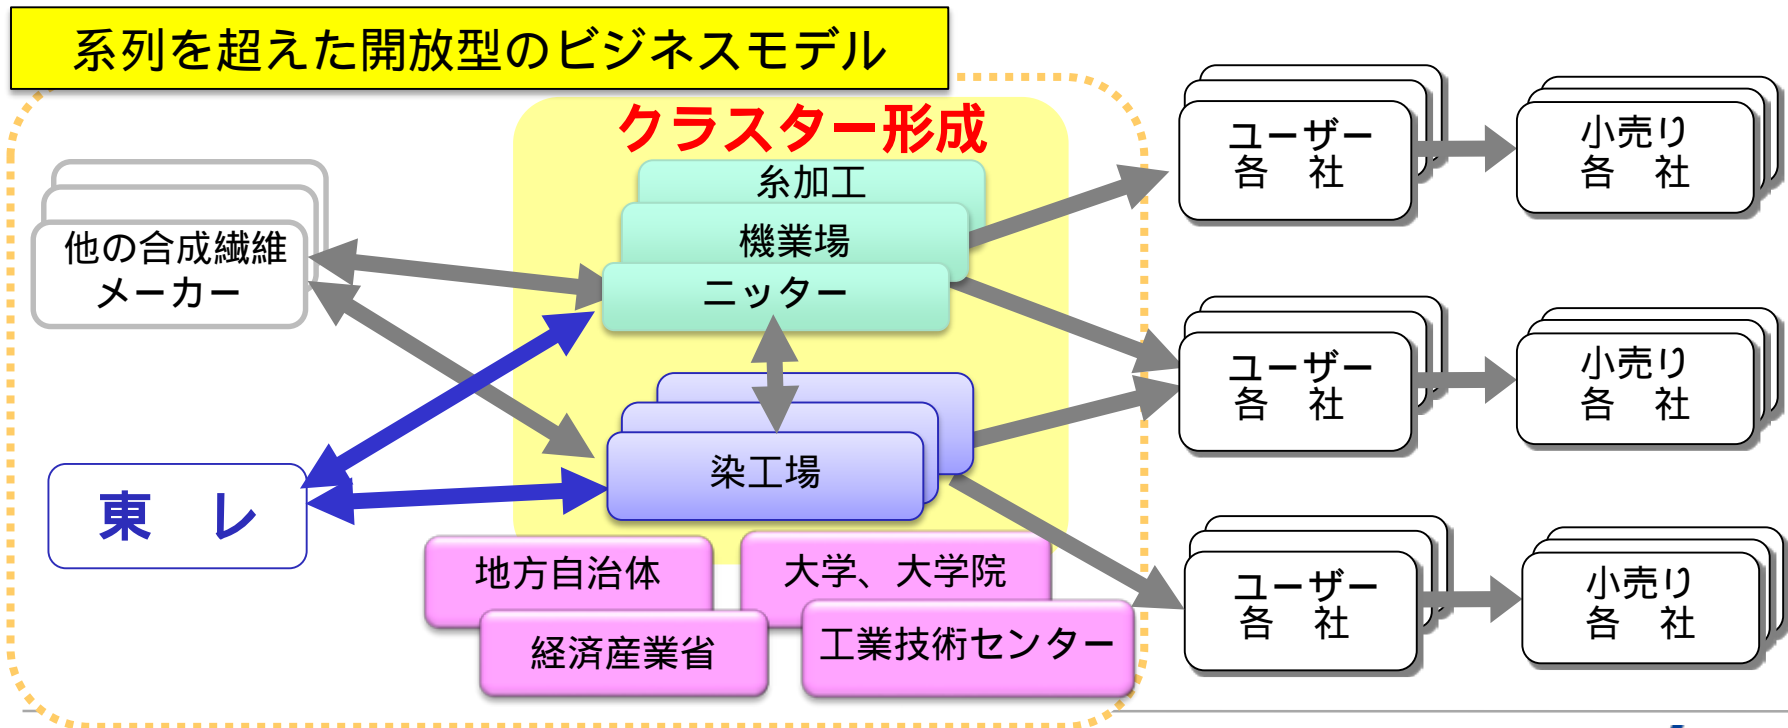 系列を超えた開放型のビジネスモデル
クラスター形成
糸加工
機業場
ニッター
他の合成繊維
メーカー
東　レ
染工場
地方自治体
大学、大学院
経済産業省
工業技術センター
ユーザー
各　社
小売り
各　社
ユーザー
各　社
小売り
各　社
ユーザー
各　社
小売り
各　社